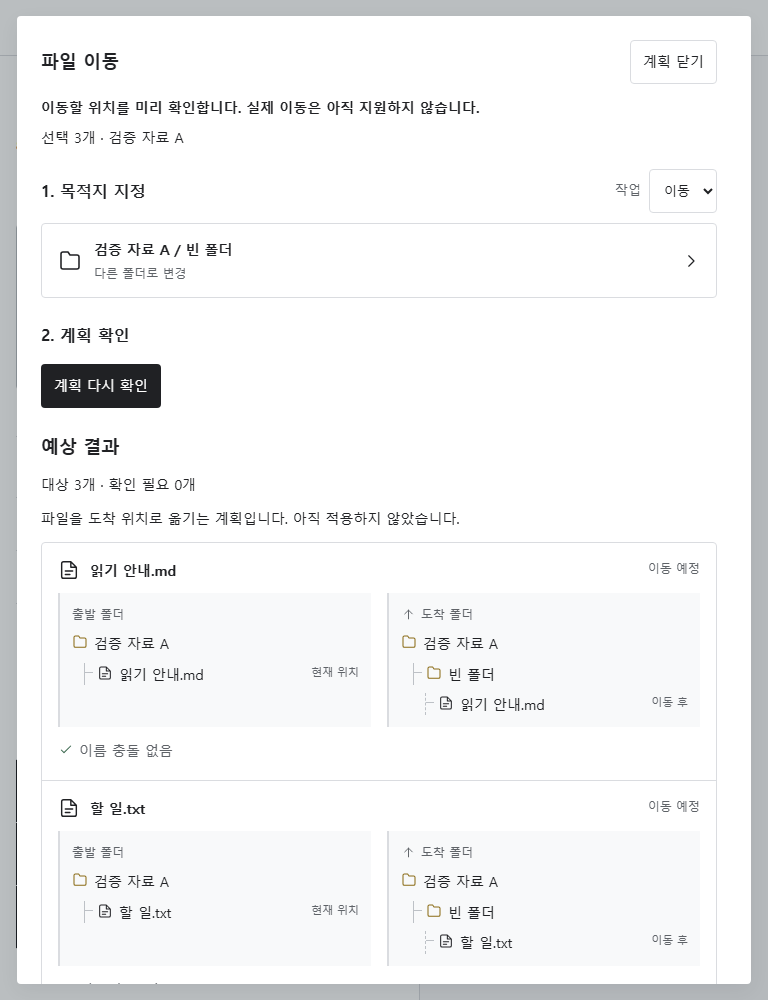 파일 이동
계획 닫기
이동할 위치를 미리 확인합니다. 실제 이동은 아직 지원하지 않습니다.
선택 3개 · 검증 자료 A
1. 목적지 지정
작업
이동
검증 자료 A / 빈 폴더
다른 폴더로 변경
2. 계획 확인
계획 다시 확인
예상 결과
대상 3개 · 확인 필요 0개
파일을 도착 위치로 옮기는 계획입니다. 아직 적용하지 않았습니다.
읽기 안내.md
이동 예정
출발 폴더
검증 자료 A
읽기 안내.md
현재 위치
↑ 도착 폴더
검증 자료 A
빈 폴더
읽기 안내.md
이동 후
이름 충돌 없음
할 일.txt
이동 예정
출발 폴더
검증 자료 A
할 일.txt
현재 위치
↑ 도착 폴더
검증 자료 A
빈 폴더
할 일.txt
이동 후